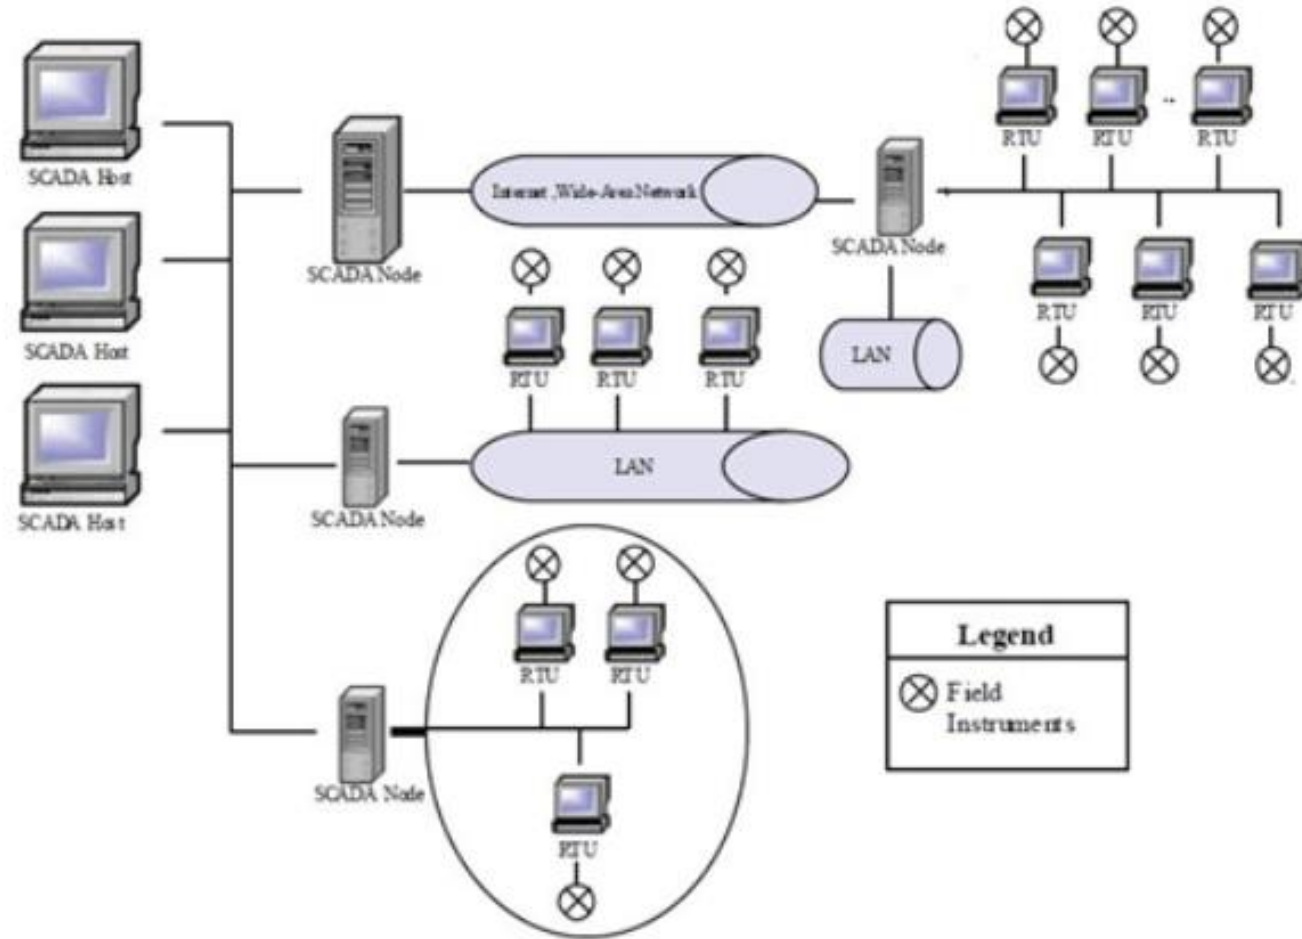 SCADA Host
SCADA Host
SCADA Host
SCADA Node
Internet ,Wide-Area Network
SCADA Node
RTU
RTU
..
RTU
RTU
RTU
RTU
LAN
RTU
RTU
RTU
LAN
SCADA Node
RTU
RTU
RTU
SCADA Node
Legend
Field
Instruments